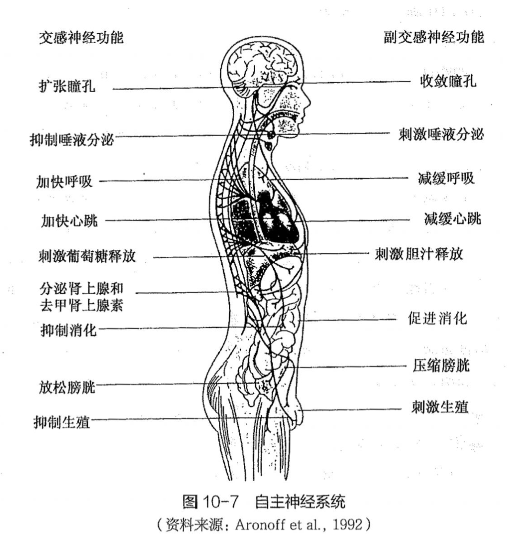 交感神经功能
副交感神经功能
扩张瞳孔
收敛瞳孔
抑制唾液分泌
刺激唾液分泌
加快呼吸
减缓呼吸
加快心跳
减缓心跳
刺激葡萄糖释放
刺激胆汁释放
分泌肾上腺和
去甲肾上腺素
抑制消化
促进消化
放松膀胱
压缩膀胱
抑制生殖
刺激生殖
图 10-7 自主神经系统
（资料来源：Aronoff et al., 1992）